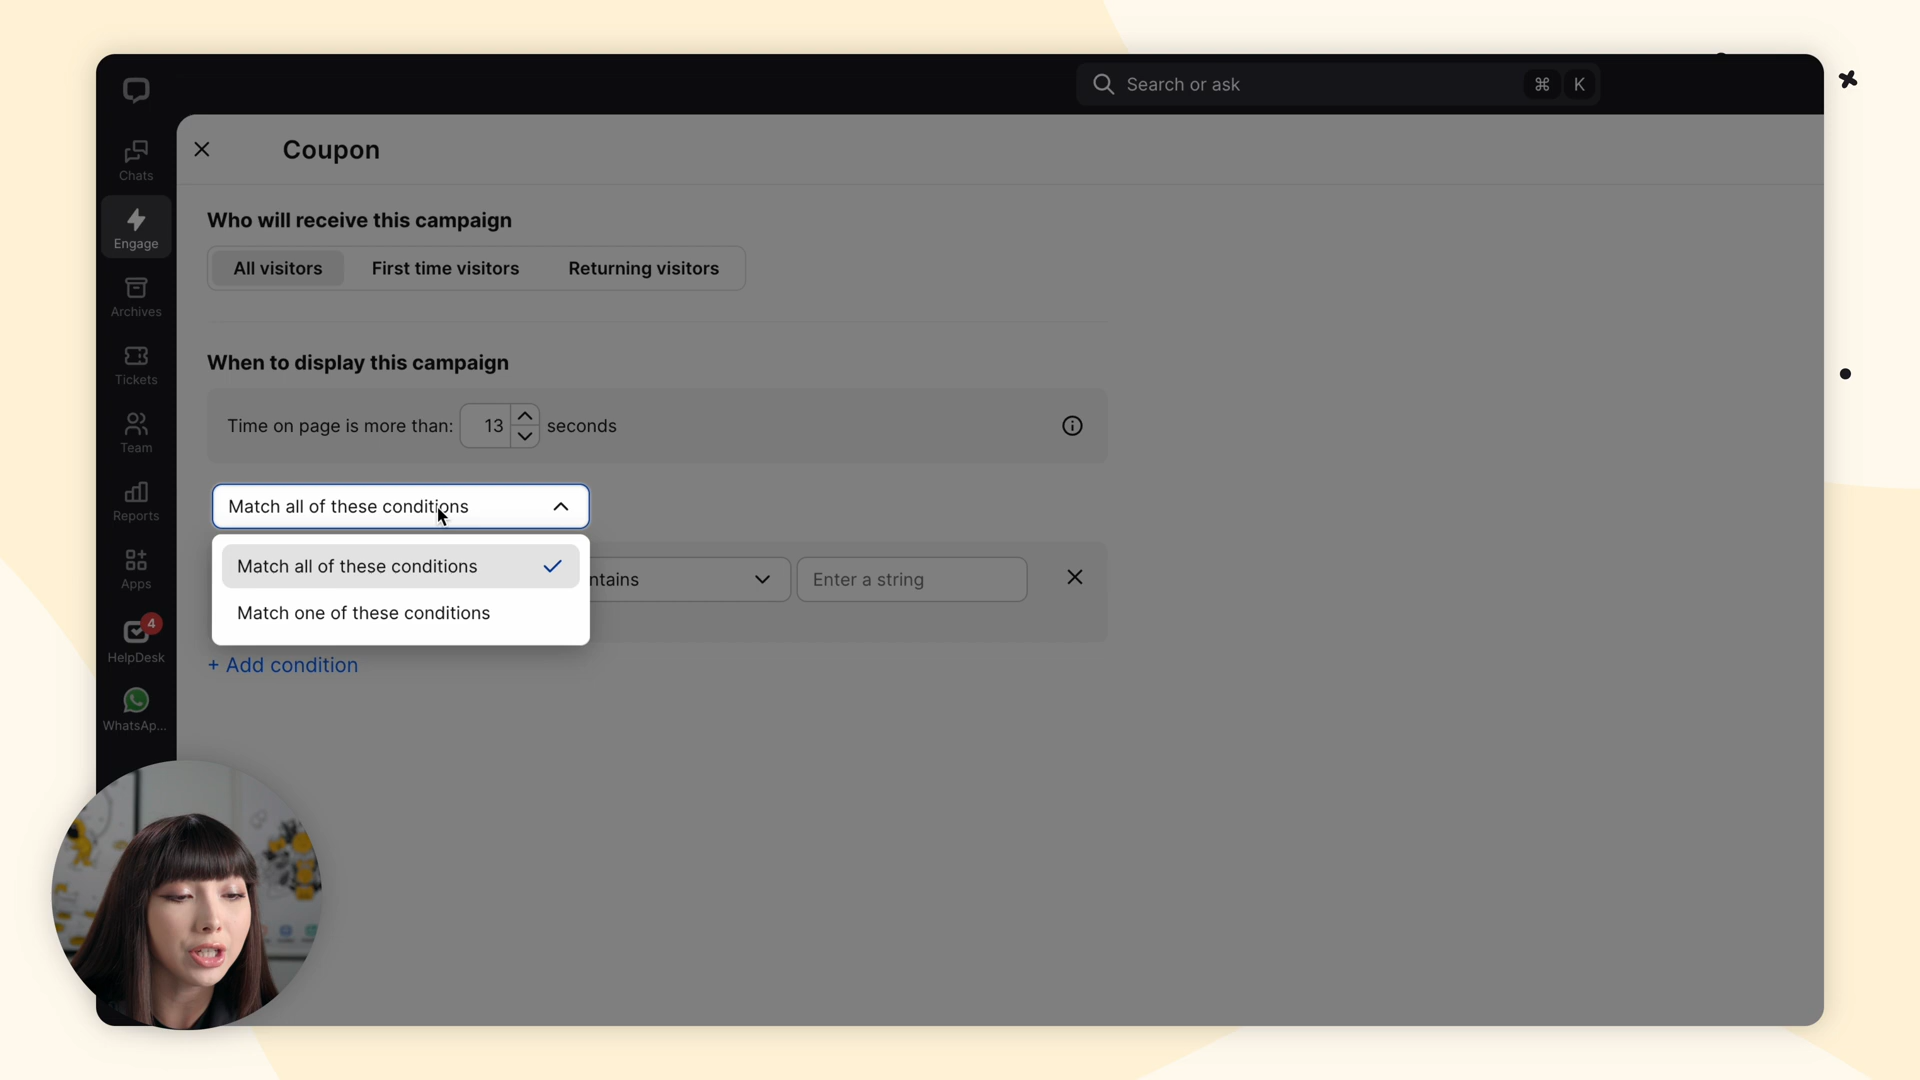 Search or ask
⌘ K
Coupon
Chats
Engage
Archives
Tickets
Team
Reports
Apps
4
HelpDesk
WhatsAp...
Who will receive this campaign
All visitors First time visitors Returning visitors
When to display this campaign
Time on page is more than: 13 seconds
Match all of these conditions
Match all of these conditions
ntains Enter a string
Match one of these conditions
+ Add condition